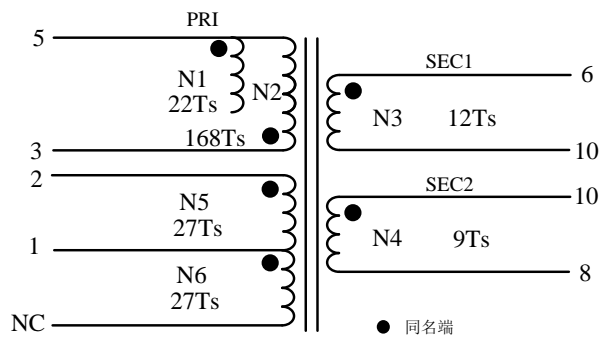 PRI
5
N1
22Ts
N2
168Ts
3
2
N5
27Ts
1
N6
27Ts
NC
SEC1
6
N3 12Ts
10
SEC2
10
N4 9Ts
8
同名端